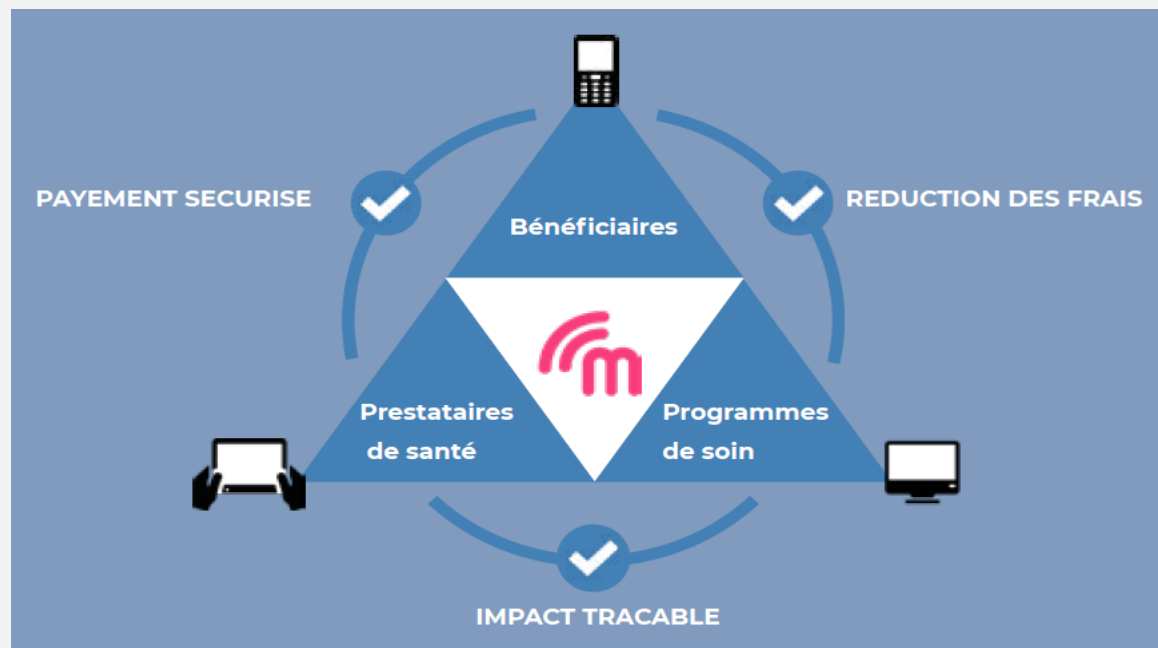 PAYEMENT SECURISE
REDUCTION DES FRAIS
Bénéficiaires
m
Prestataires
de santé
Programmes
de soin
IMPACT TRACABLE